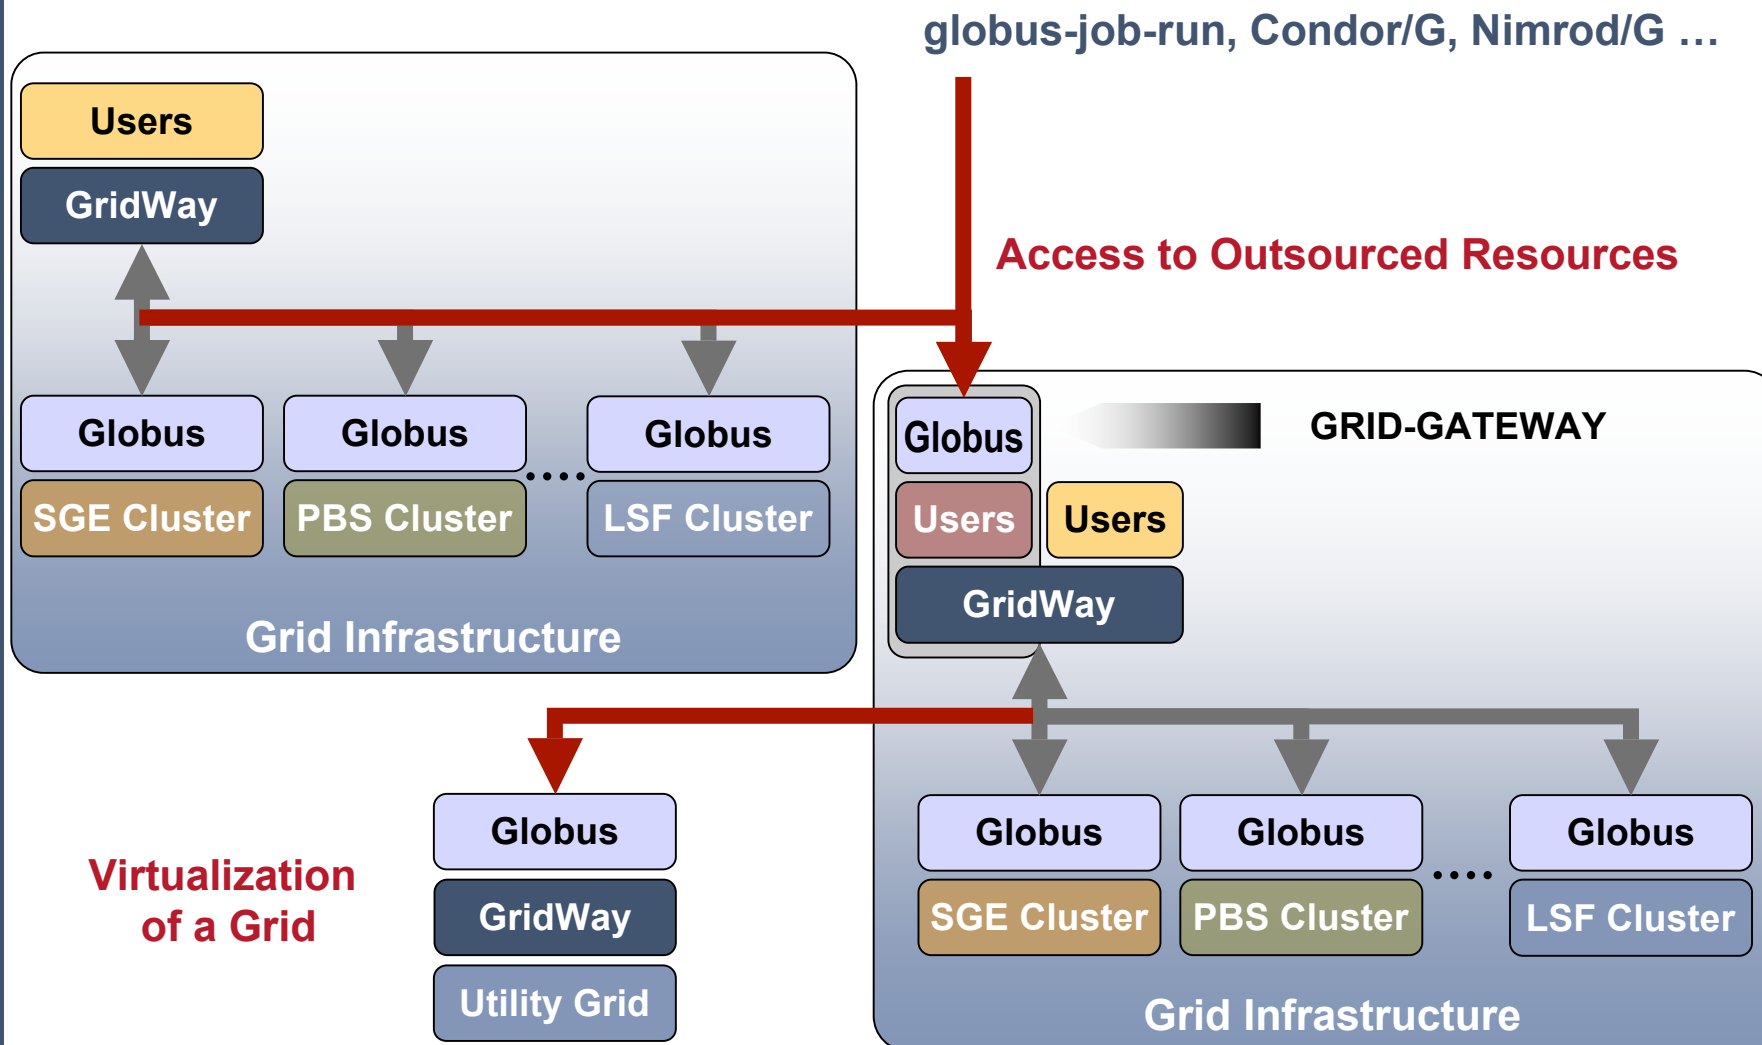 globus-job-run, Condor/G, Nimrod/G …
Users
GridWay
Access to Outsourced Resources
Globus
Globus
Globus
....
SGE Cluster
PBS Cluster
LSF Cluster
Grid Infrastructure
Globus
GRID-GATEWAY
Users
Users
GridWay
Virtualization
of a Grid
Globus
GridWay
Utility Grid
Globus
Globus
Globus
....
SGE Cluster
PBS Cluster
LSF Cluster
Grid Infrastructure